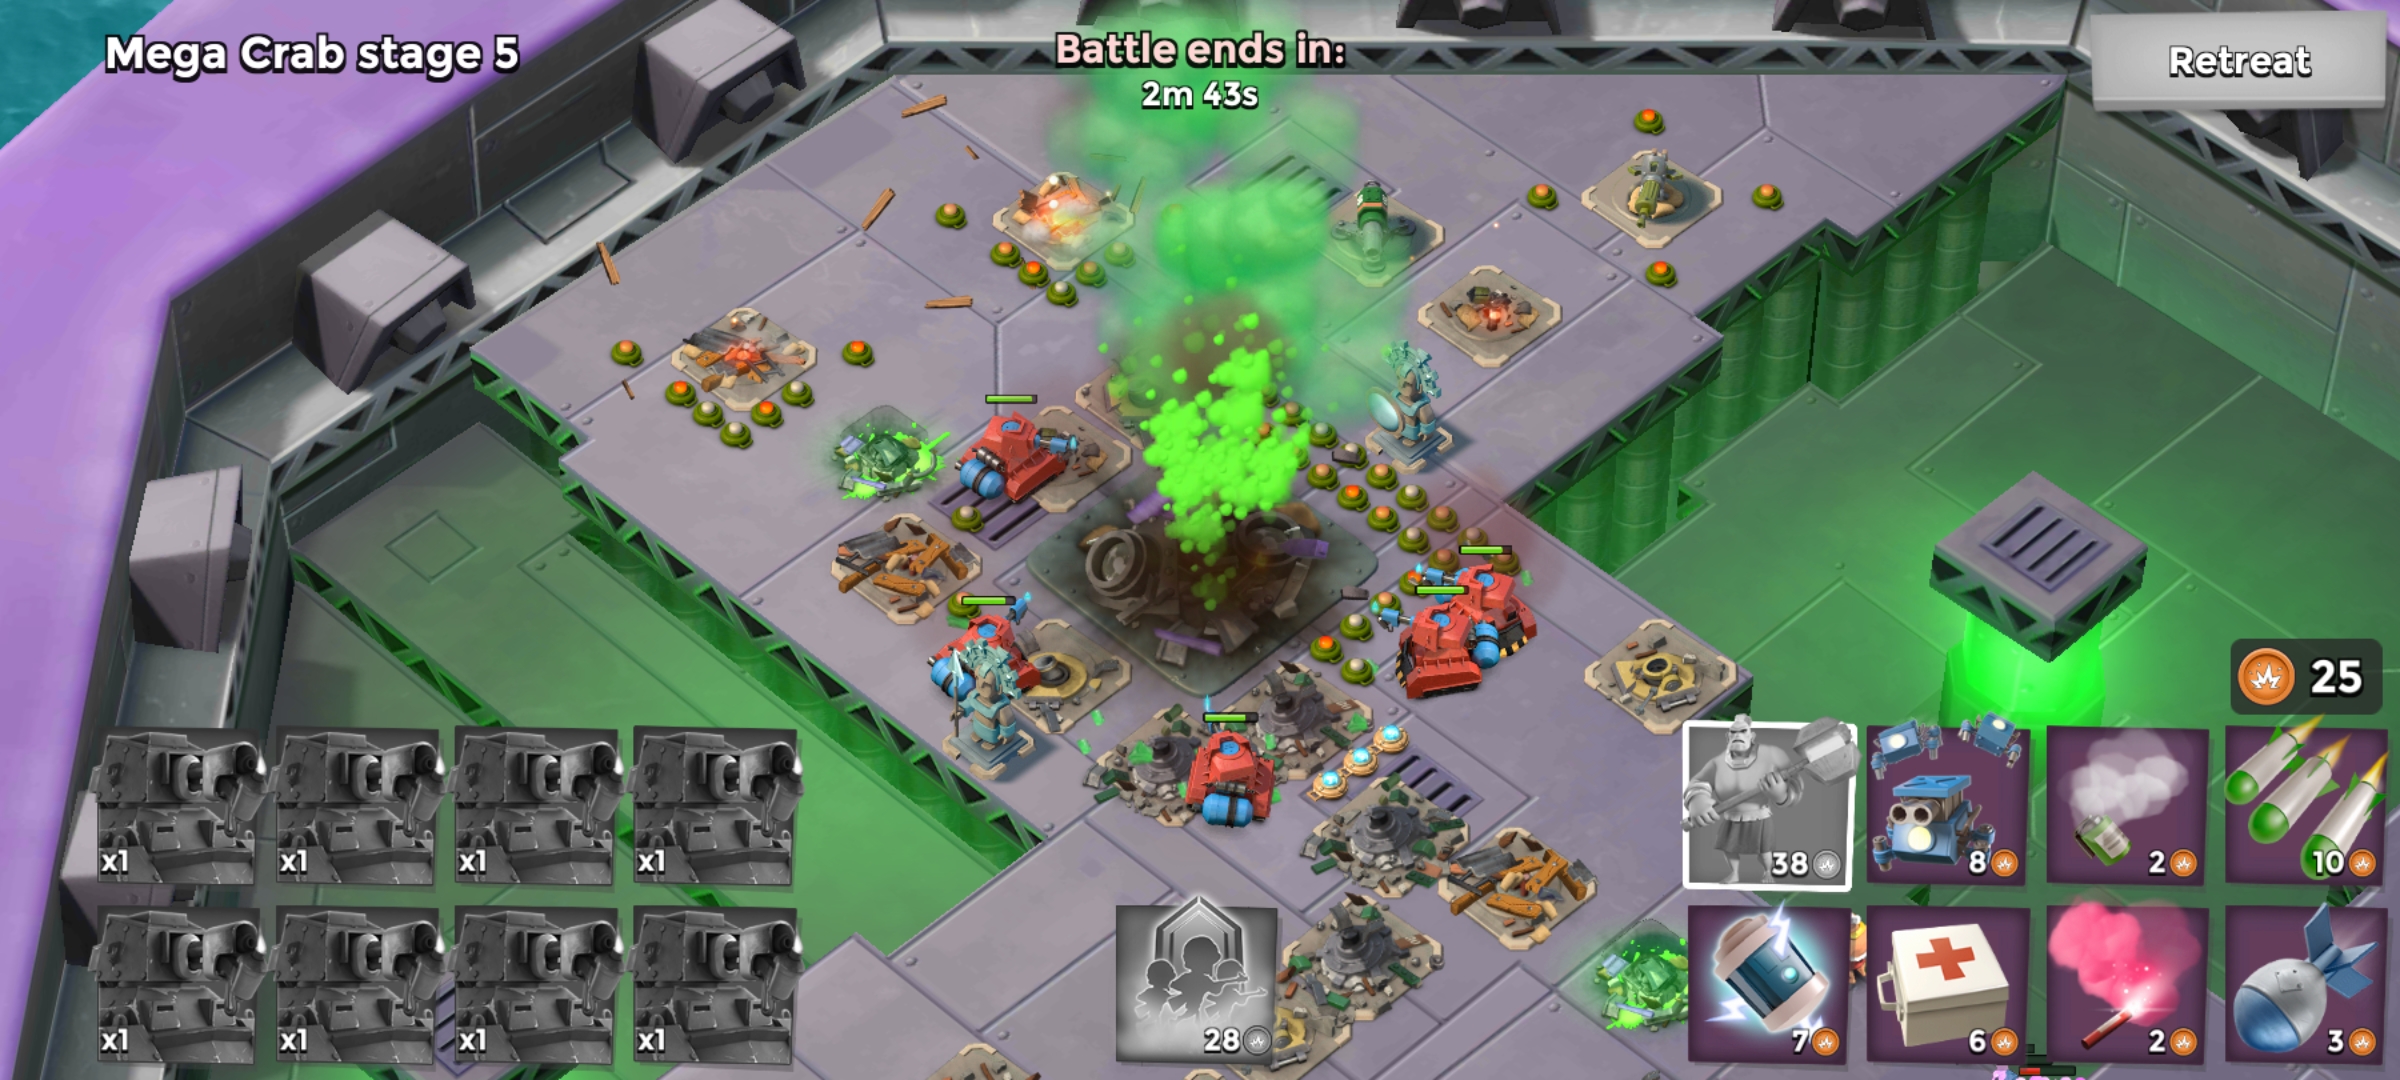 Mega Crab stage 5
Battle ends in:
2m 43s
Retreat
25
x1 x1 x1 x1
38 8 2 10
x1 x1 x1 x1
28
7 6 2 3